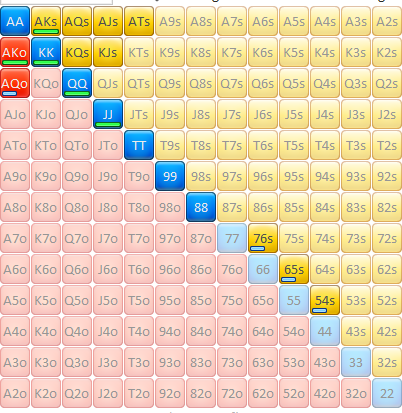 AA AKs AQs AJs ATs A9s A8s A7s A6s A5s A4s A3s A2s
AKo KK KQs KJs KTs K9s K8s K7s K6s K5s K4s K3s K2s
AQo KQo QQ QJs QTs Q9s Q8s Q7s Q6s Q5s Q4s Q3s Q2s
AJo KJo QJo JJ JTs J9s J8s J7s J6s J5s J4s J3s J2s
ATo KTo QTo JTo TT T9s T8s T7s T6s T5s T4s T3s T2s
A9o K9o Q9o J9o T9o 99 98s 97s 96s 95s 94s 93s 92s
A8o K8o Q8o J8o T8o 98o 88 87s 86s 85s 84s 83s 82s
A7o K7o Q7o J7o T7o 97o 87o 77 76s 75s 74s 73s 72s
A6o K6o Q6o J6o T6o 96o 86o 76o 66 65s 64s 63s 62s
A5o K5o Q5o J5o T5o 95o 85o 75o 65o 55 54s 53s 52s
A4o K4o Q4o J4o T4o 94o 84o 74o 64o 54o 44 43s 42s
A3o K3o Q3o J3o T3o 93o 83o 73o 63o 53o 43o 33 32s
A2o K2o Q2o J2o T2o 92o 82o 72o 62o 52o 42o 32o 22